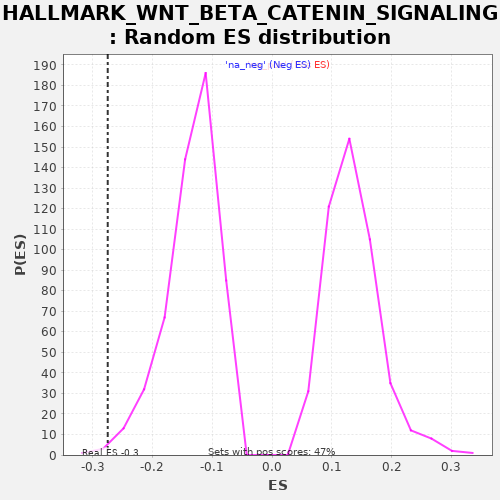 HALLMARK_WNT_BETA_CATENIN_SIGNALING
: Random ES distribution
'na_neg' (Neg ES) ES)
190
180
170
160
150
140
130
120
110
100
90
80
70
60
50
40
30
20
10
0
P(ES)
Real ES -0.3
Sets with pos scores: 47%
-0.3 -0.2 -0.1 0.0 0.1 0.2 0.3
ES